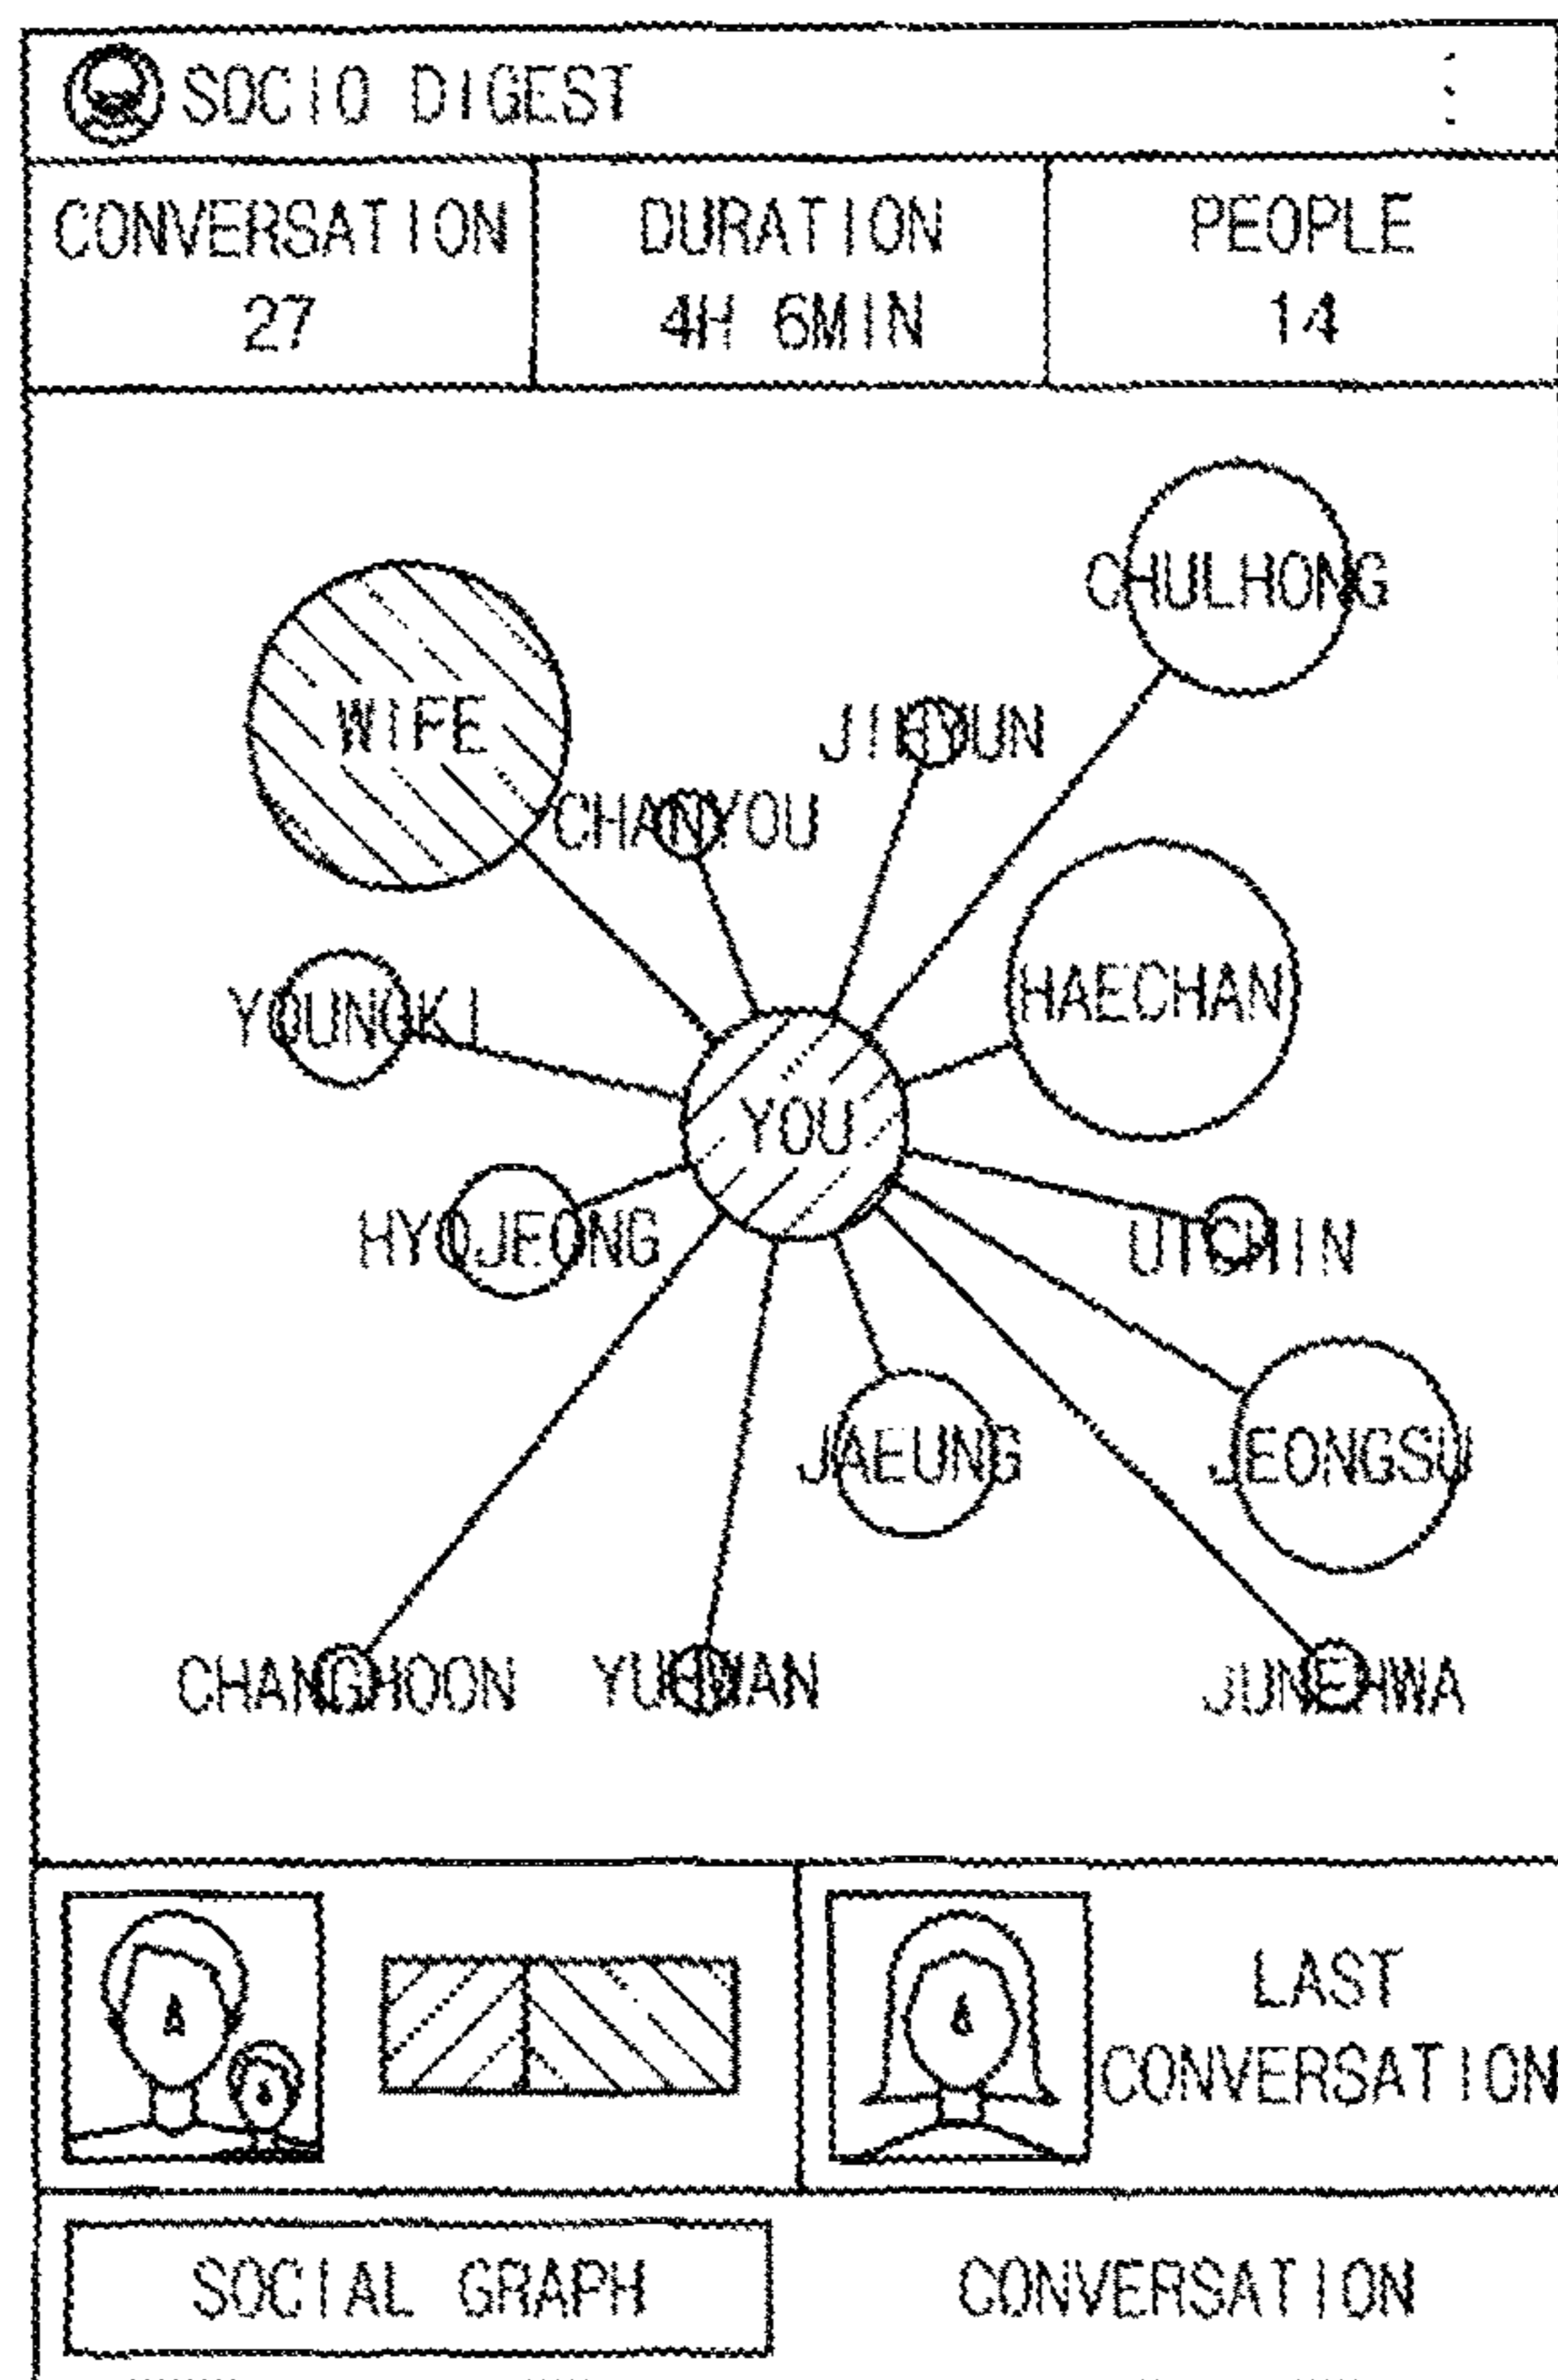 SOCIO DIGEST
CONVERSATION
27
DURATION
4H 6MIN
PEOPLE
14
CHULHONG
WIFE
JIHYUN
CHANYOU
HAECHAN
YOUNGKI
YOU
HYOJEONG
UTCHIN
JAEUNG
JEONGSU
CHANGHOON
YUHWAN
JUNEHWA
LAST
CONVERSATION
SOCIAL GRAPH
CONVERSATION